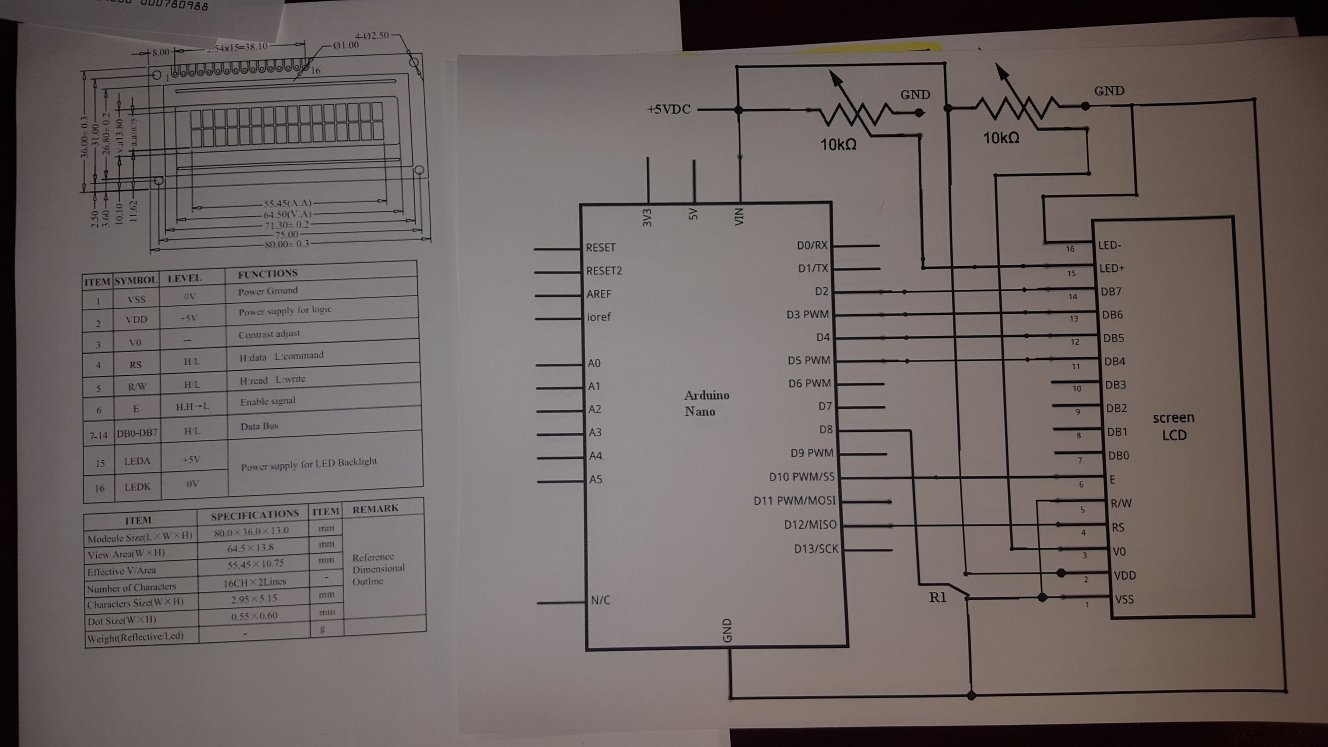 000780988
8.00
2.54x15=38.10
4-Ø2.50
Ø1.00
1
16
36.00± 0.3
31.00
26.80± 0.2
v.a13.80
2.50
3.60
10.10
11.62
55.45(A.A)
64.50(V.A)
71.30± 0.2
75.00
80.00± 0.3
ITEM SYMBOL LEVEL FUNCTIONS
1 VSS 0V Power Ground
2 VDD +5V Power supply for logic
3 V0 — Contrast adjust
4 RS H/L H:data L:command
5 R/W H/L H:read L:write
6 E H.H→L Enable signal
7-14 DB0-DB7 H/L Data Bus
15 LEDA +5V Power supply for LED Backlight
16 LEDK 0V
ITEM SPECIFICATIONS ITEM REMARK
Modeule Size(L×W×H) 80.0×36.0×13.0 mm
View Area(W×H) 64.5×13.8 mm
Effective V/Area 55.45×10.75 mm
Number of Characters 16CH×2Lines -
Characters Size(W×H) 2.95×5.15 mm
Dot Size(W×H) 0.55×0.60 mm
Weight(Reflective/Led) - g
Reference
Dimensional
Outline
+5VDC
GND
GND
10kΩ
10kΩ
3V3
5V
VIN
RESET
RESET2
AREF
ioref
A0
A1
A2
A3
A4
A5
N/C
Arduino
Nano
GND
D0/RX
D1/TX
D2
D3 PWM
D4
D5 PWM
D6 PWM
D7
D8
D9 PWM
D10 PWM/SS
D11 PWM/MOSI
D12/MISO
D13/SCK
R1
16 LED-
15 LED+
14 DB7
13 DB6
12 DB5
11 DB4
10 DB3
9 DB2
8 DB1
7 DB0
6 E
5 R/W
4 RS
3 V0
2 VDD
1 VSS
screen
LCD